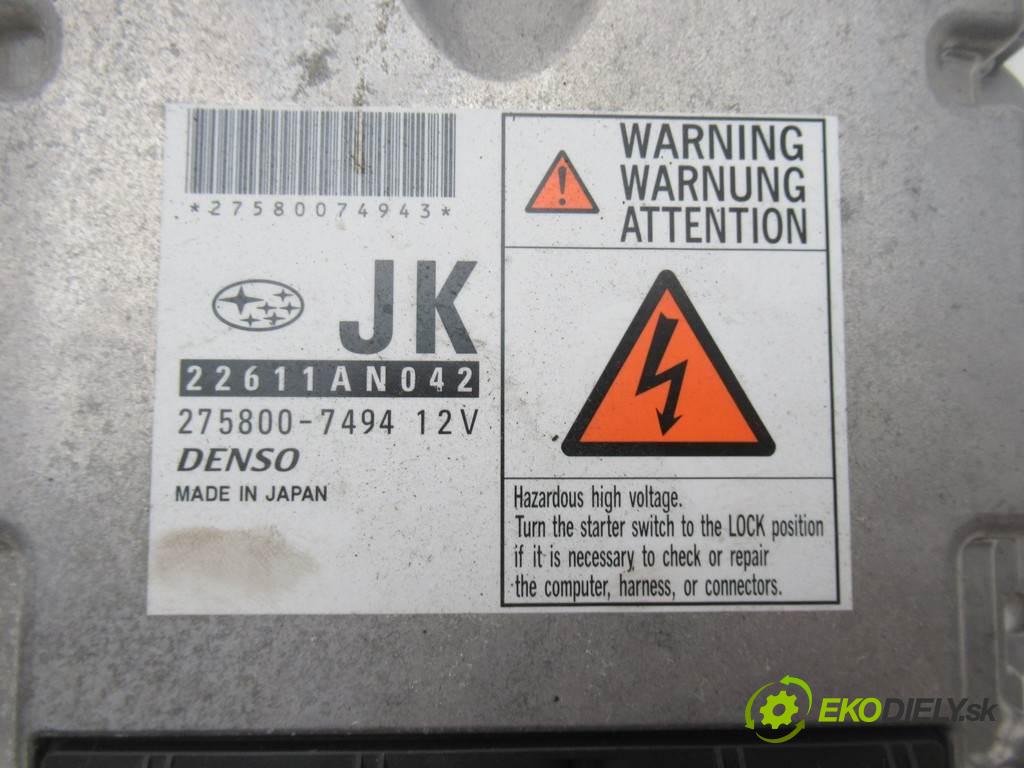 *27580074943*
JK
22611AN042
275800-7494 12V
DENSO
MADE IN JAPAN
WARNING
WARNUNG
ATTENTION
Hazardous high voltage.
Turn the starter switch to the LOCK position
if it is necessary to check or repair
the computer, harness, or connectors.
EKODIELY.sk